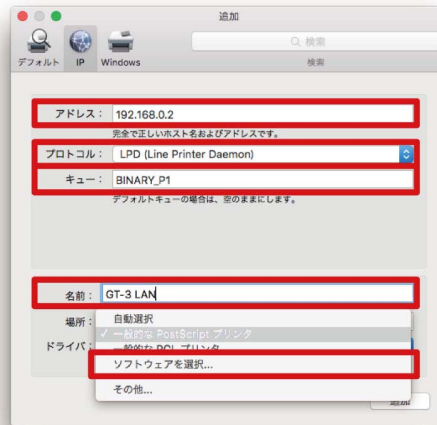 追加
デフォルト IP Windows
検索
検索
アドレス： 192.168.0.2
完全で正しいホスト名およびアドレスです。
プロトコル： LPD (Line Printer Daemon)
キュー： BINARY_P1
デフォルトキューの場合は、空のままにします。
名前： GT-3 LAN
場所： 自動選択
✓ 一般的な PostScript プリンタ
ドライバ： 一般的な PCL プリンタ
ソフトウェアを選択...
その他...
追加